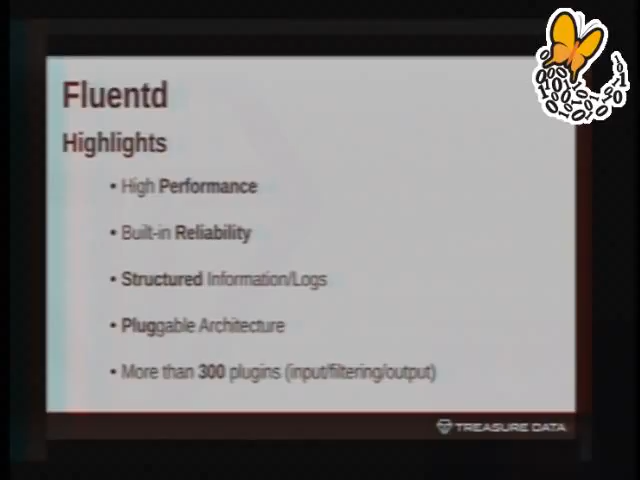 Fluentd
Highlights
• High Performance
• Built-in Reliability
• Structured Information/Logs
• Pluggable Architecture
• More than 300 plugins (input/filtering/output)
TREASURE DATA